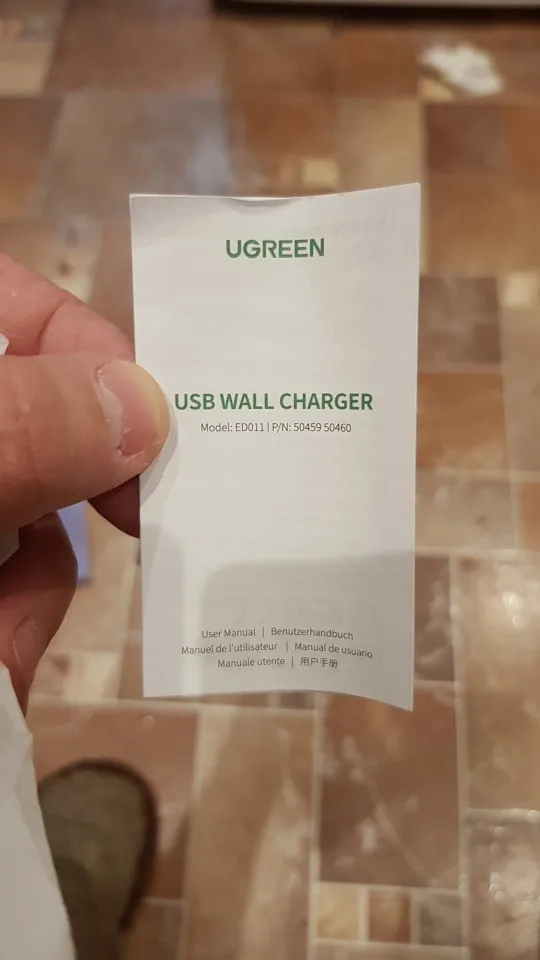 UGREEN
USB WALL CHARGER
Model: ED011 | P/N: 50459 50460
User Manual | Benutzerhandbuch
Manuel de l'utilisateur | Manual de usuario
Manuale utente | 用户手册